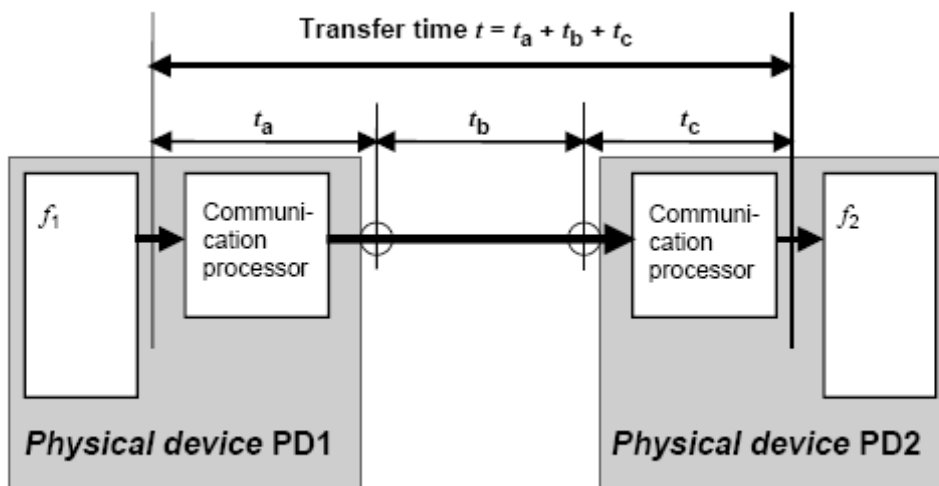 Transfer time t = ta + tb + tc
ta
tb
tc
f1
Communi-
cation
processor
Communi-
cation
processor
f2
Physical device PD1
Physical device PD2